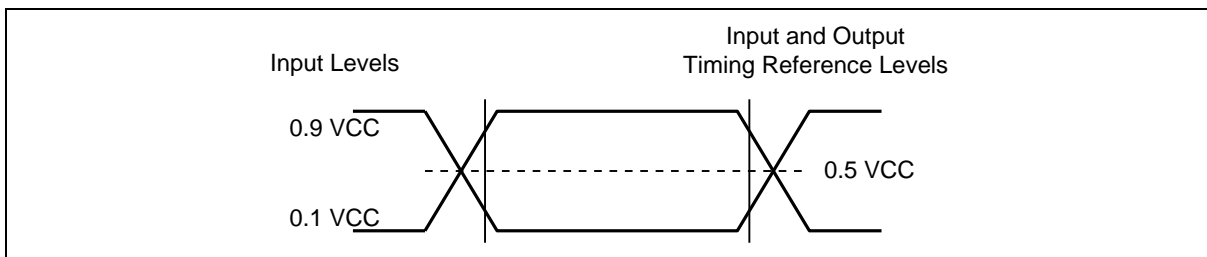 Input Levels
Input and Output
Timing Reference Levels
0.9 VCC
0.5 VCC
0.1 VCC